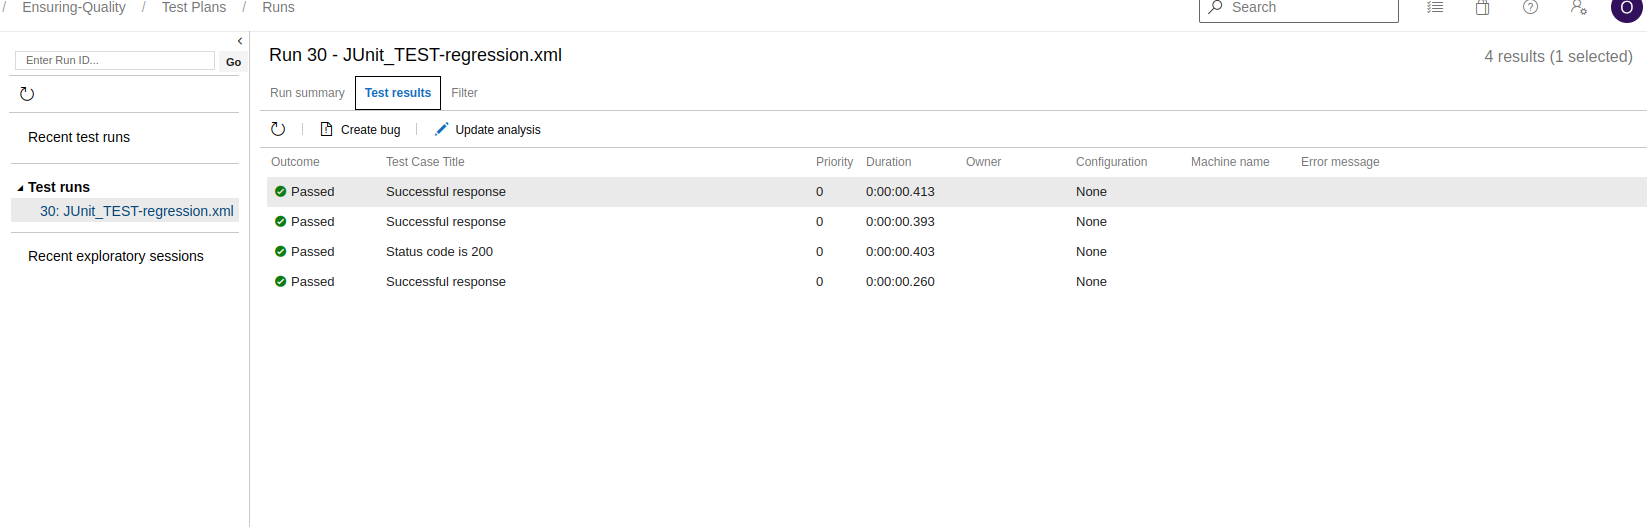 / Ensuring-Quality / Test Plans / Runs
Search
O
Enter Run ID...
Go
Recent test runs
Test runs
30: JUnit_TEST-regression.xml
Recent exploratory sessions
Run 30 - JUnit_TEST-regression.xml
4 results (1 selected)
Run summary Test results Filter
Create bug Update analysis
Outcome Test Case Title Priority Duration Owner Configuration Machine name Error message
Passed Successful response 0 0:00:00.413 None
Passed Successful response 0 0:00:00.393 None
Passed Status code is 200 0 0:00:00.403 None
Passed Successful response 0 0:00:00.260 None